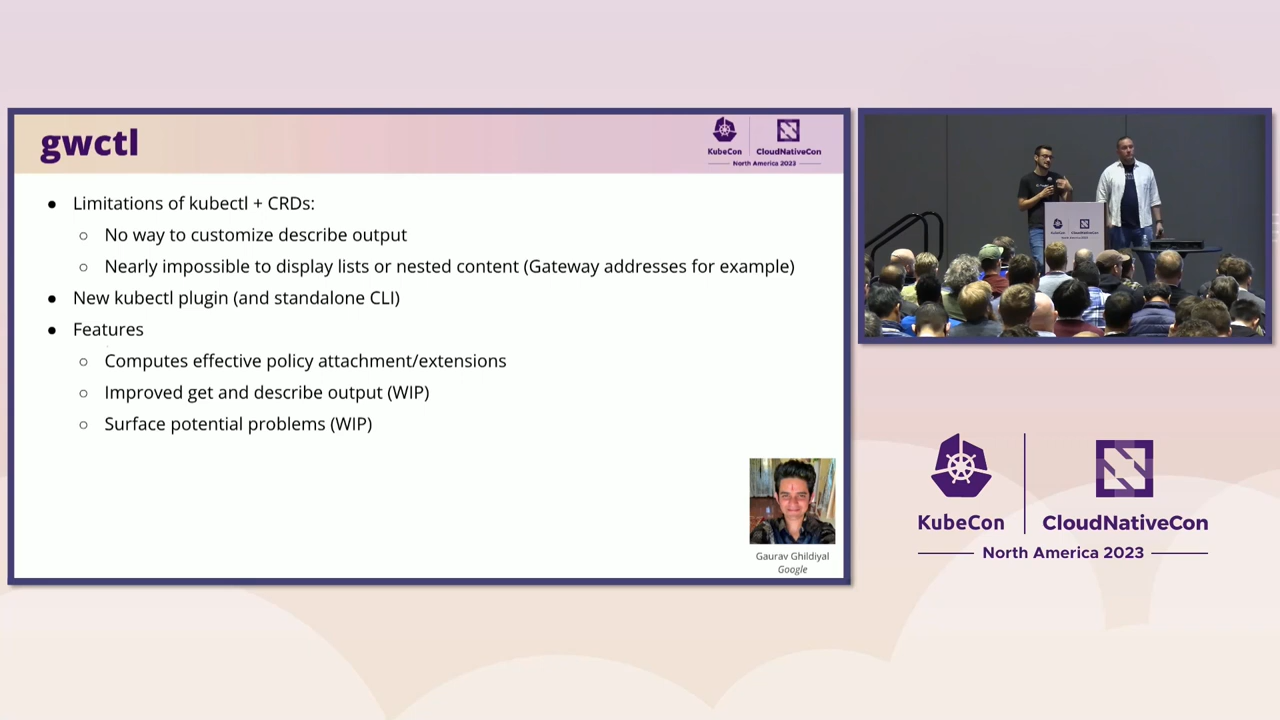 gwctl
KubeCon
CloudNativeCon
North America 2023
● Limitations of kubectl + CRDs:
○ No way to customize describe output
○ Nearly impossible to display lists or nested content (Gateway addresses for example)
● New kubectl plugin (and standalone CLI)
● Features
○ Computes effective policy attachment/extensions
○ Improved get and describe output (WIP)
○ Surface potential problems (WIP)
Gaurav Ghildiyal
Google
KubeCon
CloudNativeCon
KubeCon
CloudNativeCon
North America 2023